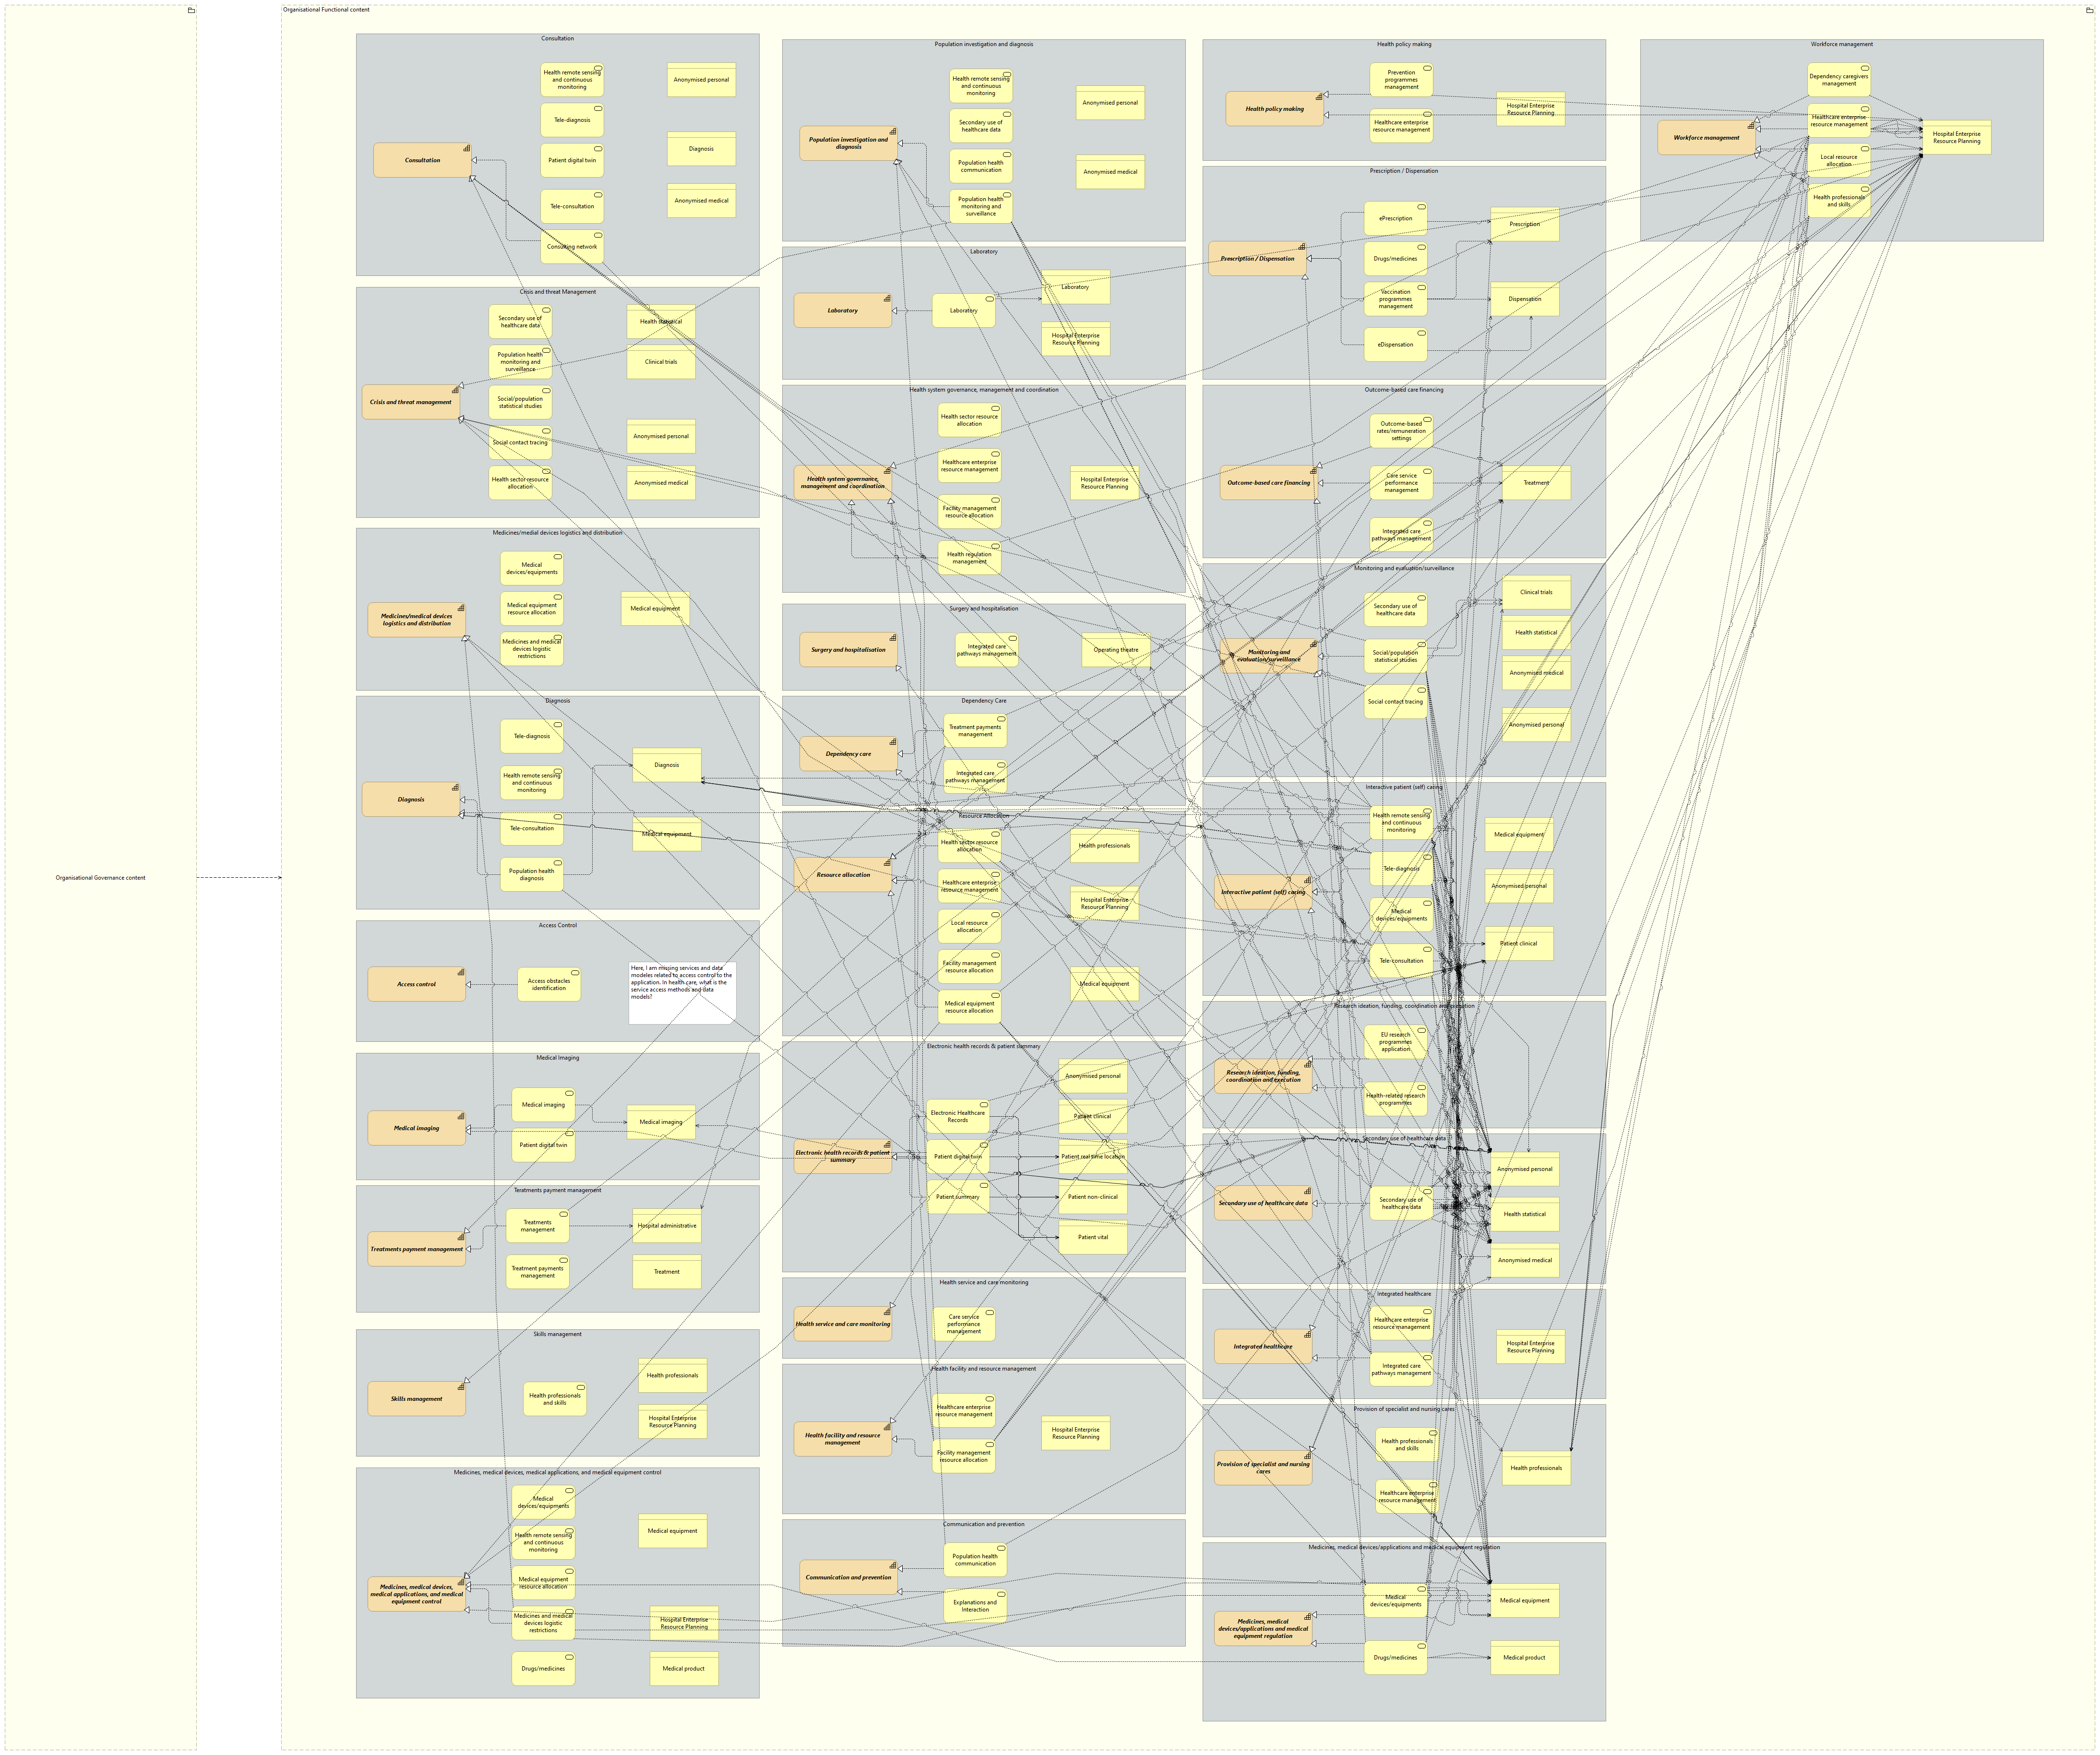 Organisational Governance content
Organisational Functional content
Consultation
Health remote sensing
and continuous
monitoring
Anonymised personal
Tele-diagnosis
Diagnosis
Consultation
Patient digital twin
Tele-consultation
Anonymised medical
Consulting network
Crisis and threat Management
Secondary use of
healthcare data
Health statistical
Population health
monitoring and
surveillance
Clinical trials
Crisis and threat management
Social/population
statistical studies
Social contact tracing
Anonymised personal
Health sector resource
allocation
Anonymised medical
Medicines/medial devices logistics and distribution
Medical
devices/equipments
Medicines/medical devices
logistics and distribution
Medical equipment
resource allocation
Medical equipment
Medicines and medical
devices logistic
restrictions
Diagnosis
Tele-diagnosis
Diagnosis
Health remote sensing
and continuous
monitoring
Diagnosis
Tele-consultation
Medical equipment
Population health
diagnosis
Access Control
Access control
Access obstacles
identification
Here, I am missing services and data
modeles related to access control to the
application. In health care, what is the
service access methods and data
models?
Medical Imaging
Medical imaging
Medical imaging
Medical imaging
Patient digital twin
Teratments payment management
Treatments
management
Hospital administrative
Treatments payment management
Treatment payments
management
Treatment
Skills management
Health professionals
Skills management
Health professionals
and skills
Hospital Enterprise
Resource Planning
Medicines, medical devices, medical applications, and medical equipment control
Medical
devices/equipments
Medical equipment
Health remote sensing
and continuous
monitoring
Medicines, medical devices,
medical applications, and medical
equipment control
Medical equipment
resource allocation
Medicines and medical
devices logistic
restrictions
Hospital Enterprise
Resource Planning
Drugs/medicines
Medical product
Population investigation and diagnosis
Health remote sensing
and continuous
monitoring
Anonymised personal
Population investigation and
diagnosis
Secondary use of
healthcare data
Population health
communication
Anonymised medical
Population health
monitoring and
surveillance
Laboratory
Laboratory
Laboratory
Laboratory
Hospital Enterprise
Resource Planning
Health system governance, management and coordination
Health sector resource
allocation
Healthcare enterprise
resource management
Health system governance,
management and coordination
Hospital Enterprise
Resource Planning
Facility management
resource allocation
Health regulation
management
Surgery and hospitalisation
Surgery and hospitalisation
Integrated care
pathways management
Operating theatre
Dependency Care
Treatment payments
management
Dependency care
Integrated care
pathways management
Resource Allocation
Health sector resource
allocation
Health professionals
Resource allocation
Healthcare enterprise
resource management
Hospital Enterprise
Resource Planning
Local resource
allocation
Facility management
resource allocation
Medical equipment
Medical equipment
resource allocation
Electronic health records & patient summary
Anonymised personal
Electronic Healthcare
Records
Patient clinical
Electronic health records & patient
summary
Patient digital twin
Patient real time location
Patient summary
Patient non-clinical
Patient vital
Health service and care monitoring
Health service and care monitoring
Care service
performance
management
Health facility and resource management
Healthcare enterprise
resource management
Health facility and resource
management
Hospital Enterprise
Resource Planning
Facility management
resource allocation
Communication and prevention
Population health
communication
Communication and prevention
Explanations and
Interaction
Health policy making
Prevention
programmes
management
Health policy making
Hospital Enterprise
Resource Planning
Healthcare enterprise
resource management
Prescription / Dispensation
ePrescription
Prescription
Prescription / Dispensation
Drugs/medicines
Vaccination
programmes
management
Dispensation
eDispensation
Outcome-based care financing
Outcome-based
rates/remuneration
settings
Outcome-based care financing
Care service
performance
management
Treatment
Integrated care
pathways management
Monitoring and evaluation/surveillance
Secondary use of
healthcare data
Clinical trials
Health statistical
Monitoring and
evaluation/surveillance
Social/population
statistical studies
Anonymised medical
Social contact tracing
Anonymised personal
Interactive patient (self) caring
Health remote sensing
and continuous
monitoring
Medical equipment
Tele-diagnosis
Interactive patient (self) caring
Anonymised personal
Medical
devices/equipments
Patient clinical
Tele-consultation
Research ideation, funding, coordination and execution
EU research
programmes
application
Research ideation, funding,
coordination and execution
Health-related research
programmes
Secondary use of healthcare data
Anonymised personal
Secondary use of healthcare data
Secondary use of
healthcare data
Health statistical
Anonymised medical
Integrated healthcare
Healthcare enterprise
resource management
Integrated healthcare
Hospital Enterprise
Resource Planning
Integrated care
pathways management
Provision of specialist and nursing cares
Health professionals
and skills
Provision of specialist and nursing
cares
Health professionals
Healthcare enterprise
resource management
Medicines, medical devices/applications and medical equipment regulation
Medical
devices/equipments
Medical equipment
Medicines, medical
devices/applications and medical
equipment regulation
Drugs/medicines
Medical product
Workforce management
Dependency caregivers
management
Workforce management
Healthcare enterprise
resource management
Hospital Enterprise
Resource Planning
Local resource
allocation
Health professionals
and skills